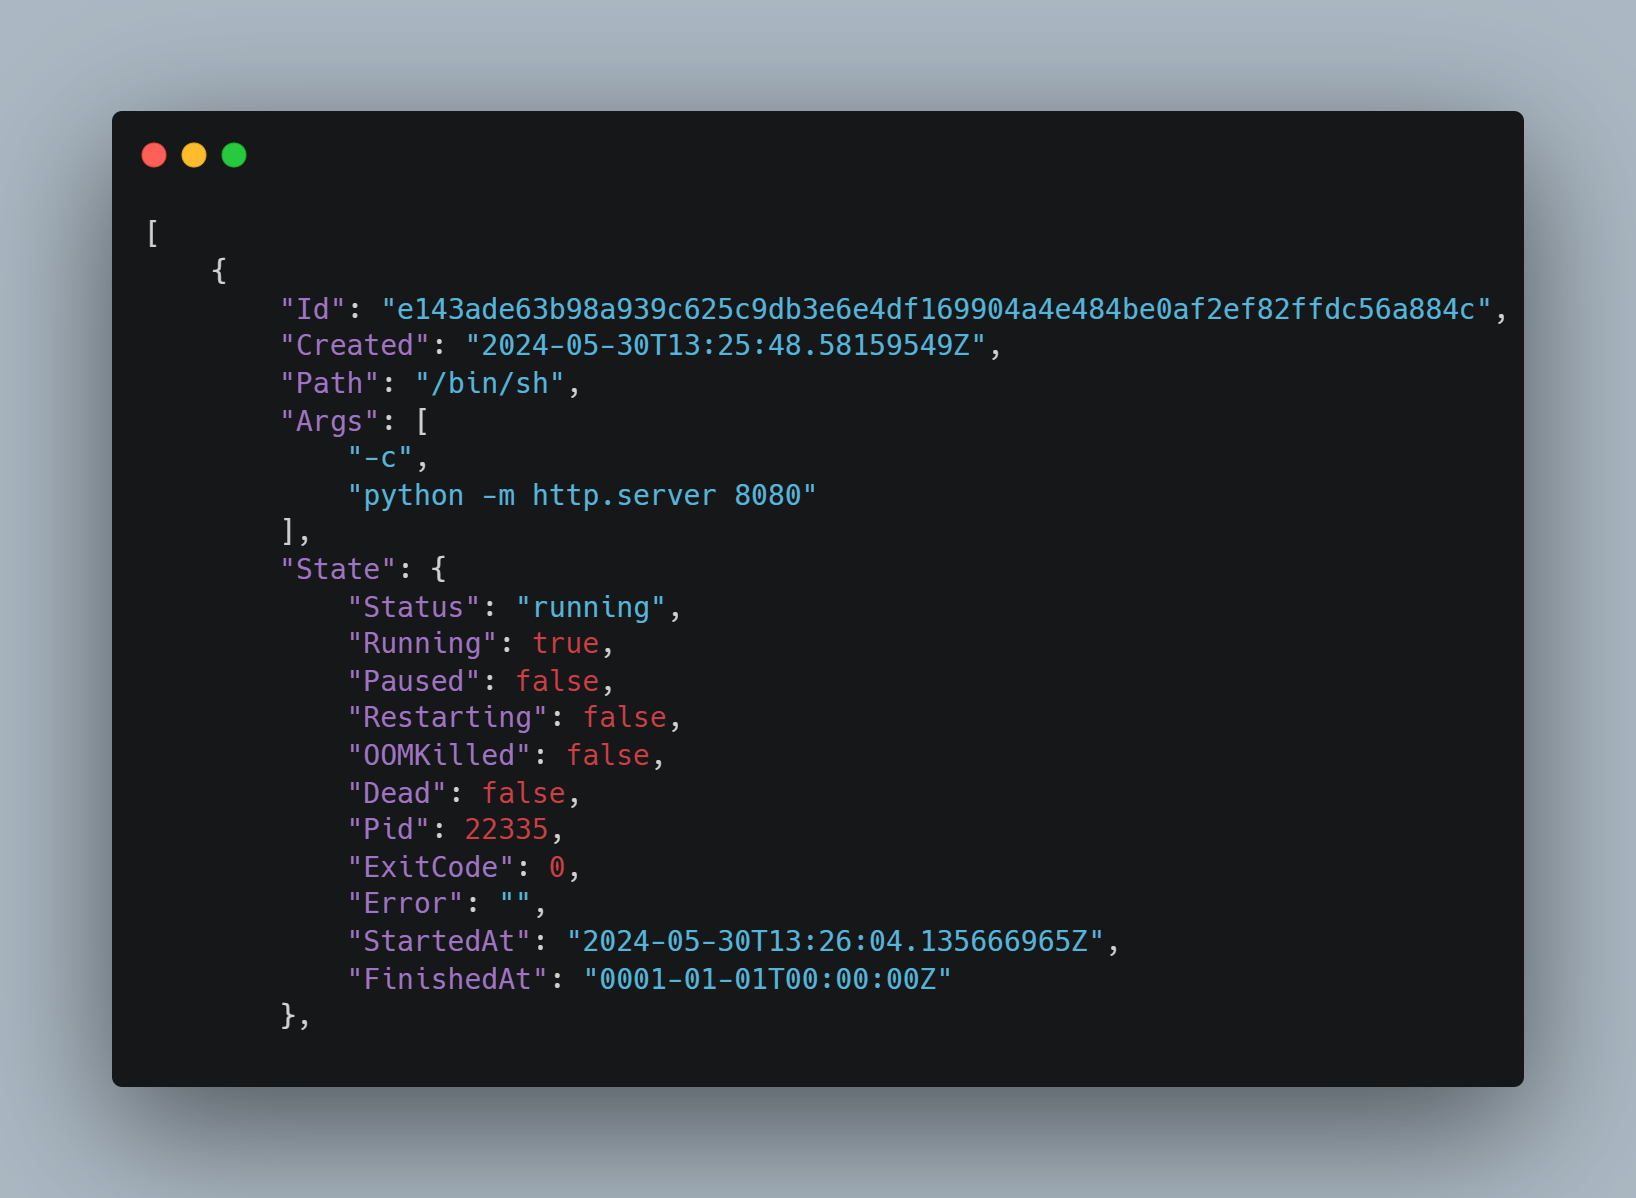 [
    {
        "Id": "e143ade63b98a939c625c9db3e6e4df169904a4e484be0af2ef82ffdc56a884c",
        "Created": "2024-05-30T13:25:48.58159549Z",
        "Path": "/bin/sh",
        "Args": [
            "-c",
            "python -m http.server 8080"
        ],
        "State": {
            "Status": "running",
            "Running": true,
            "Paused": false,
            "Restarting": false,
            "OOMKilled": false,
            "Dead": false,
            "Pid": 22335,
            "ExitCode": 0,
            "Error": "",
            "StartedAt": "2024-05-30T13:26:04.135666965Z",
            "FinishedAt": "0001-01-01T00:00:00Z"
        },